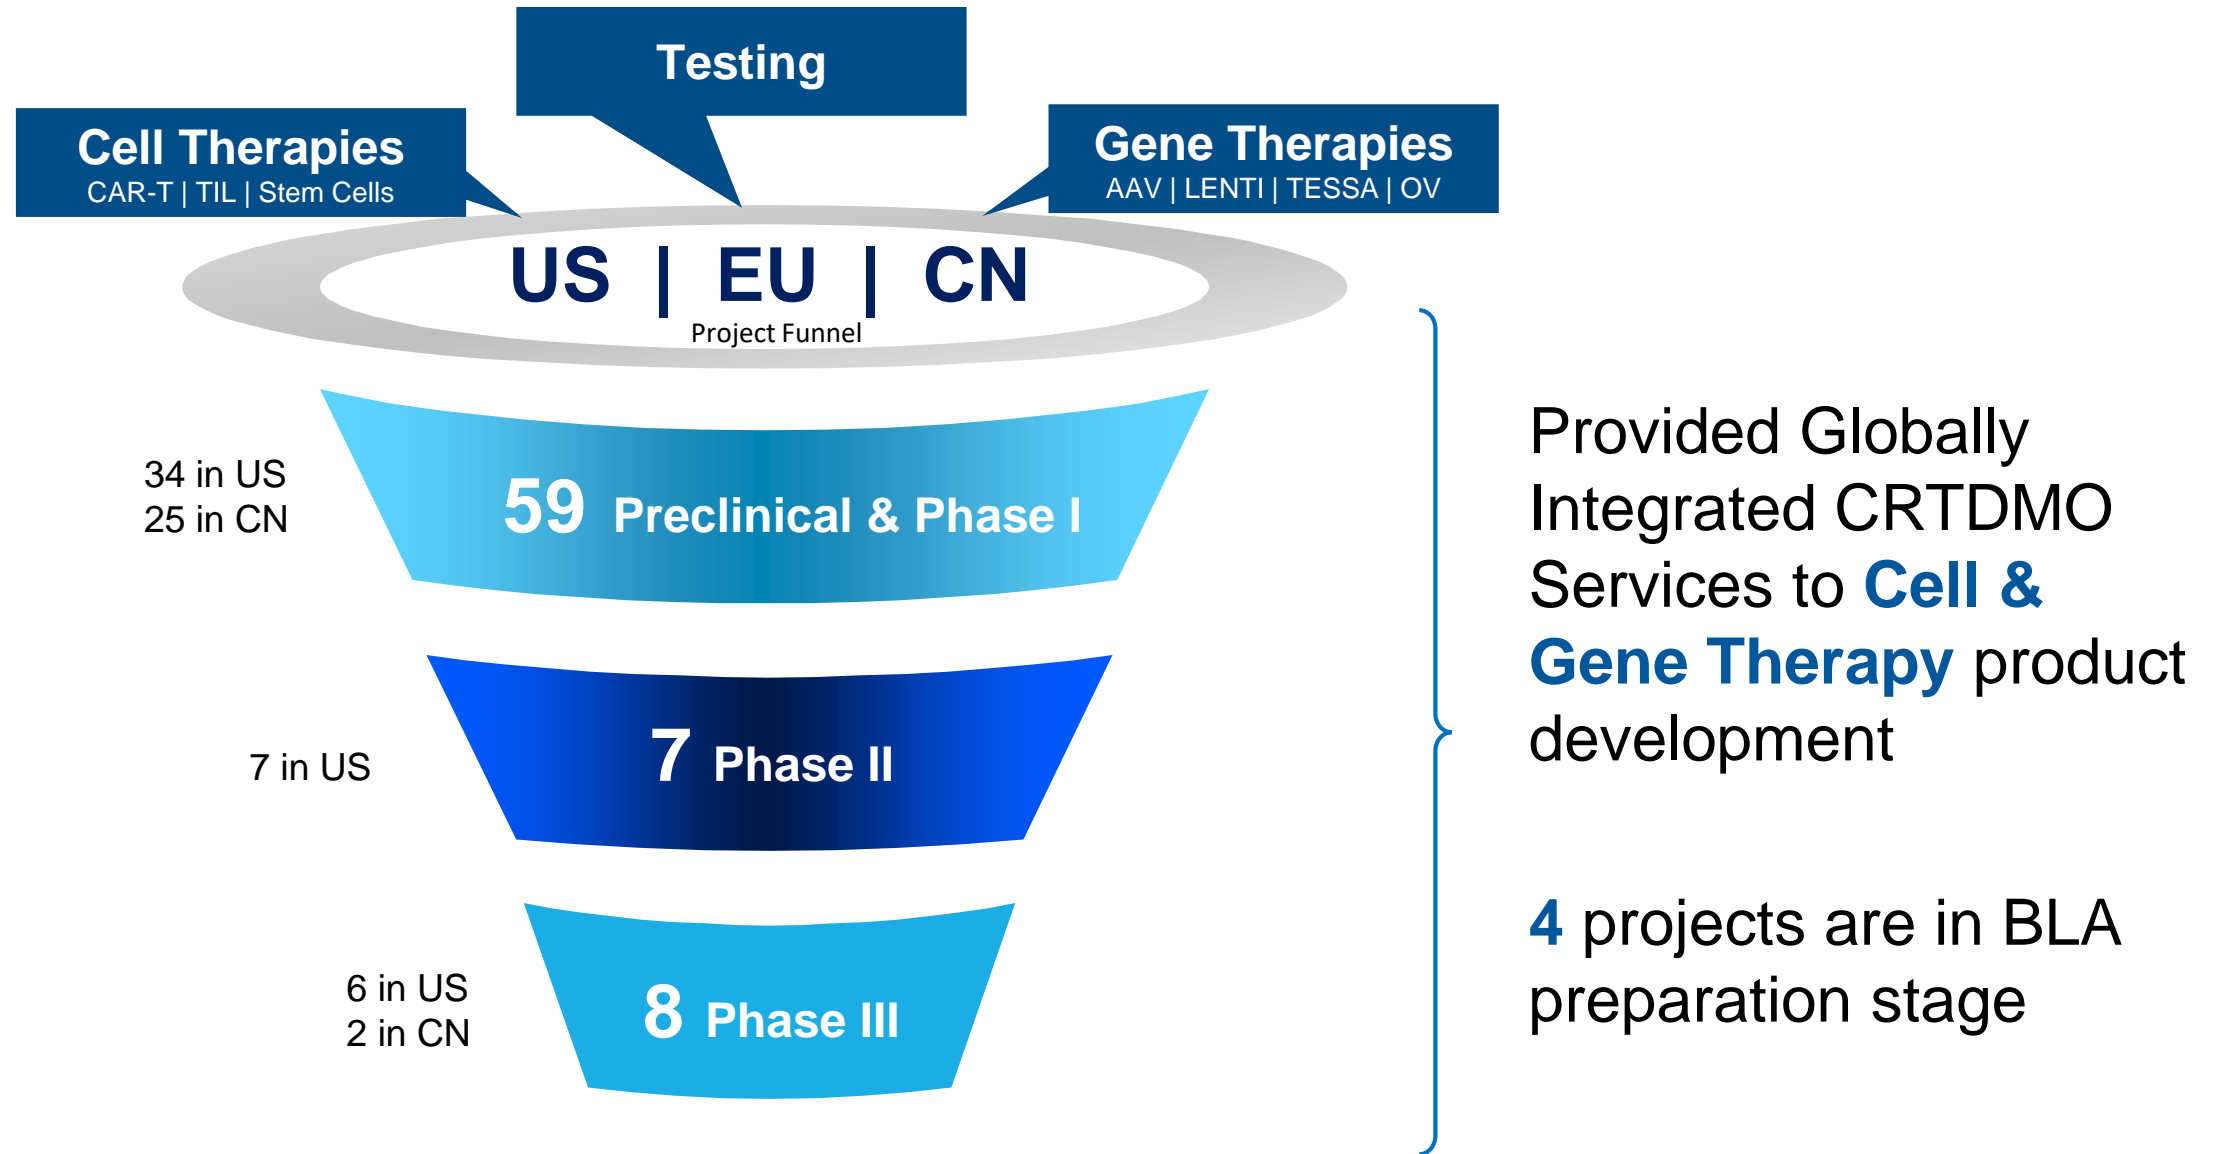 Testing
Cell Therapies
CAR-T | TIL | Stem Cells
Gene Therapies
AAV | LENTI | TESSA | OV
US | EU | CN
Project Funnel
34 in US
25 in CN
59 Preclinical & Phase I
7 in US
7 Phase II
6 in US
2 in CN
8 Phase III
Provided Globally
Integrated CRTDMO
Services to Cell &
Gene Therapy product
development
4 projects are in BLA
preparation stage